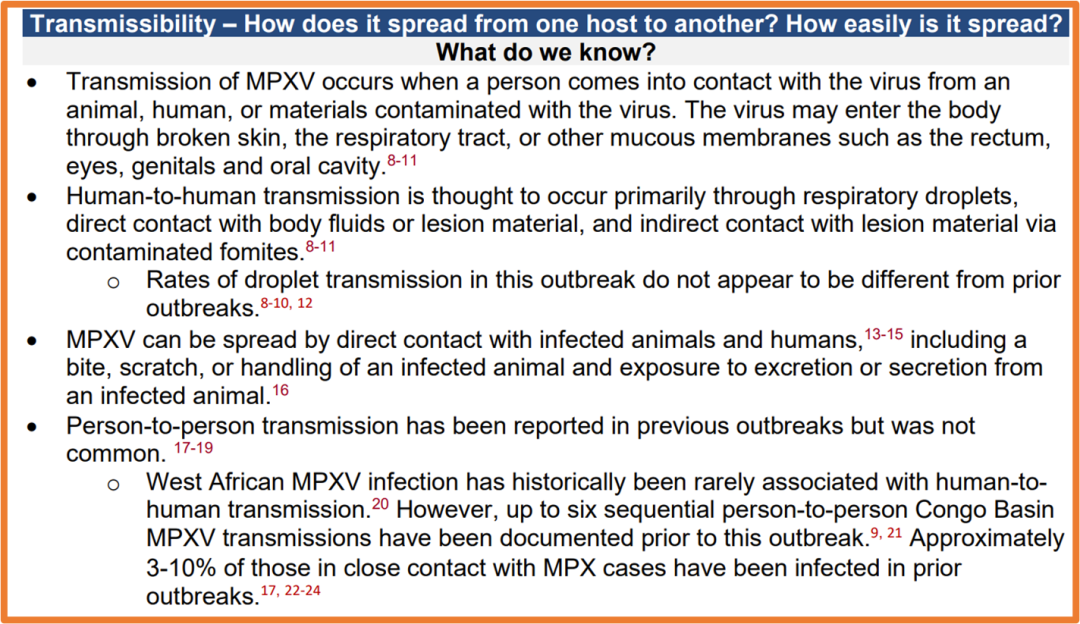 Transmissibility – How does it spread from one host to another? How easily is it spread?
What do we know?
• Transmission of MPXV occurs when a person comes into contact with the virus from an
animal, human, or materials contaminated with the virus. The virus may enter the body
through broken skin, the respiratory tract, or other mucous membranes such as the rectum,
eyes, genitals and oral cavity.8-11
• Human-to-human transmission is thought to occur primarily through respiratory droplets,
direct contact with body fluids or lesion material, and indirect contact with lesion material via
contaminated fomites.8-11
o Rates of droplet transmission in this outbreak do not appear to be different from prior
outbreaks.8-10, 12
• MPXV can be spread by direct contact with infected animals and humans,13-15 including a
bite, scratch, or handling of an infected animal and exposure to excretion or secretion from
an infected animal.16
• Person-to-person transmission has been reported in previous outbreaks but was not
common. 17-19
o West African MPXV infection has historically been rarely associated with human-to-
human transmission.20 However, up to six sequential person-to-person Congo Basin
MPXV transmissions have been documented prior to this outbreak.9, 21 Approximately
3-10% of those in close contact with MPX cases have been infected in prior
outbreaks.17, 22-24